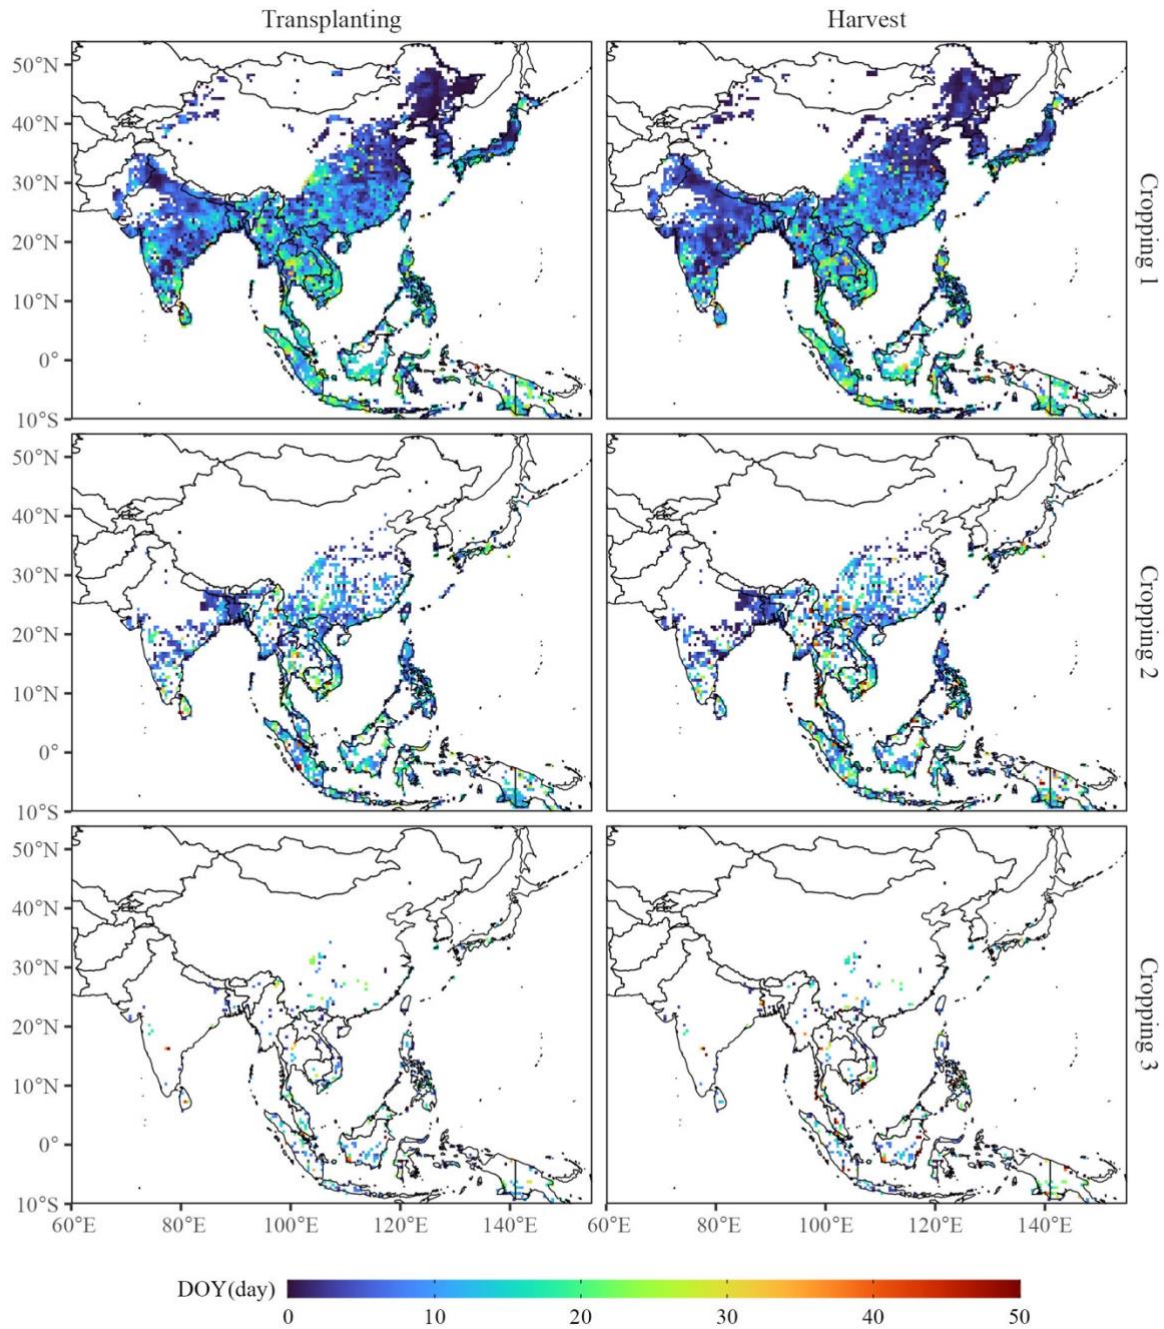 Transplanting Harvest
50°N
40°N
30°N
20°N
10°N
0°
10°S
Cropping 1
50°N
40°N
30°N
20°N
10°N
0°
10°S
Cropping 2
50°N
40°N
30°N
20°N
10°N
0°
10°S
Cropping 3
60°E 80°E 100°E 120°E 140°E 60°E 80°E 100°E 120°E 140°E
DOY(day)
0 10 20 30 40 50